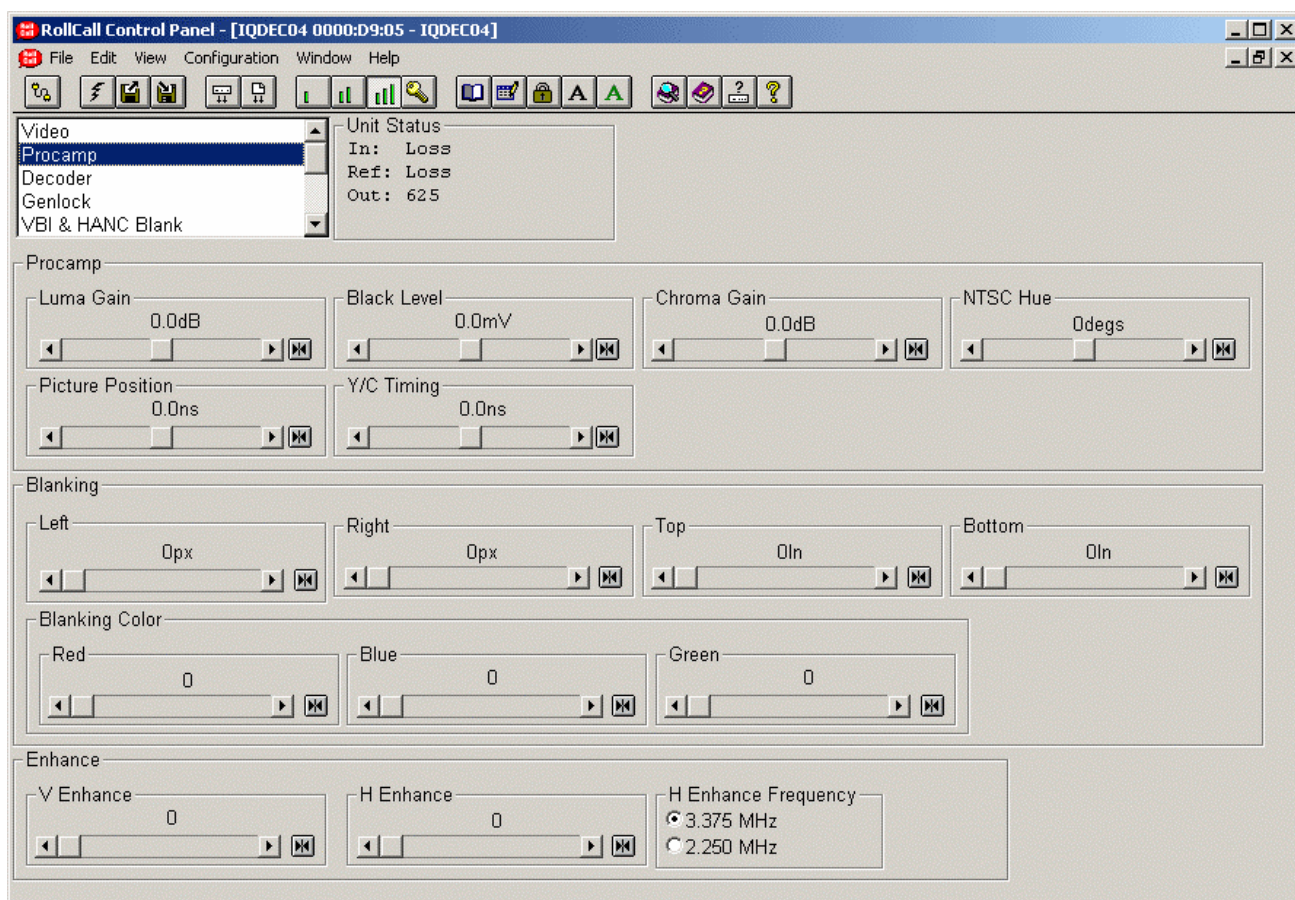 RollCall Control Panel - [IQDEC04 0000:D9:05 - IQDEC04]
File Edit View Configuration Window Help
A A
Video
Procamp
Decoder
Genlock
VBI & HANC Blank
Unit Status
In: Loss
Ref: Loss
Out: 625
Procamp
Luma Gain
0.0dB
Black Level
0.0mV
Chroma Gain
0.0dB
NTSC Hue
0degs
Picture Position
0.0ns
Y/C Timing
0.0ns
Blanking
Left
0px
Right
0px
Top
0ln
Bottom
0ln
Blanking Color
Red
0
Blue
0
Green
0
Enhance
V Enhance
0
H Enhance
0
H Enhance Frequency
3.375 MHz
2.250 MHz